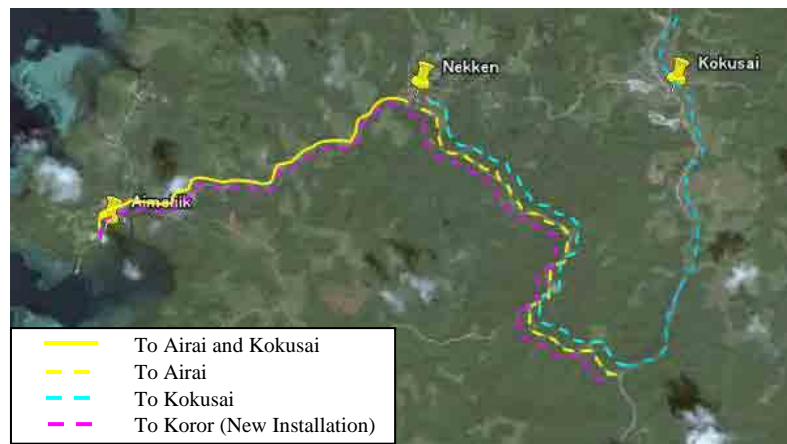 Nekken
Kokusai
Aimeliik
To Airai and Kokusai
To Airai
To Kokusai
To Koror (New Installation)